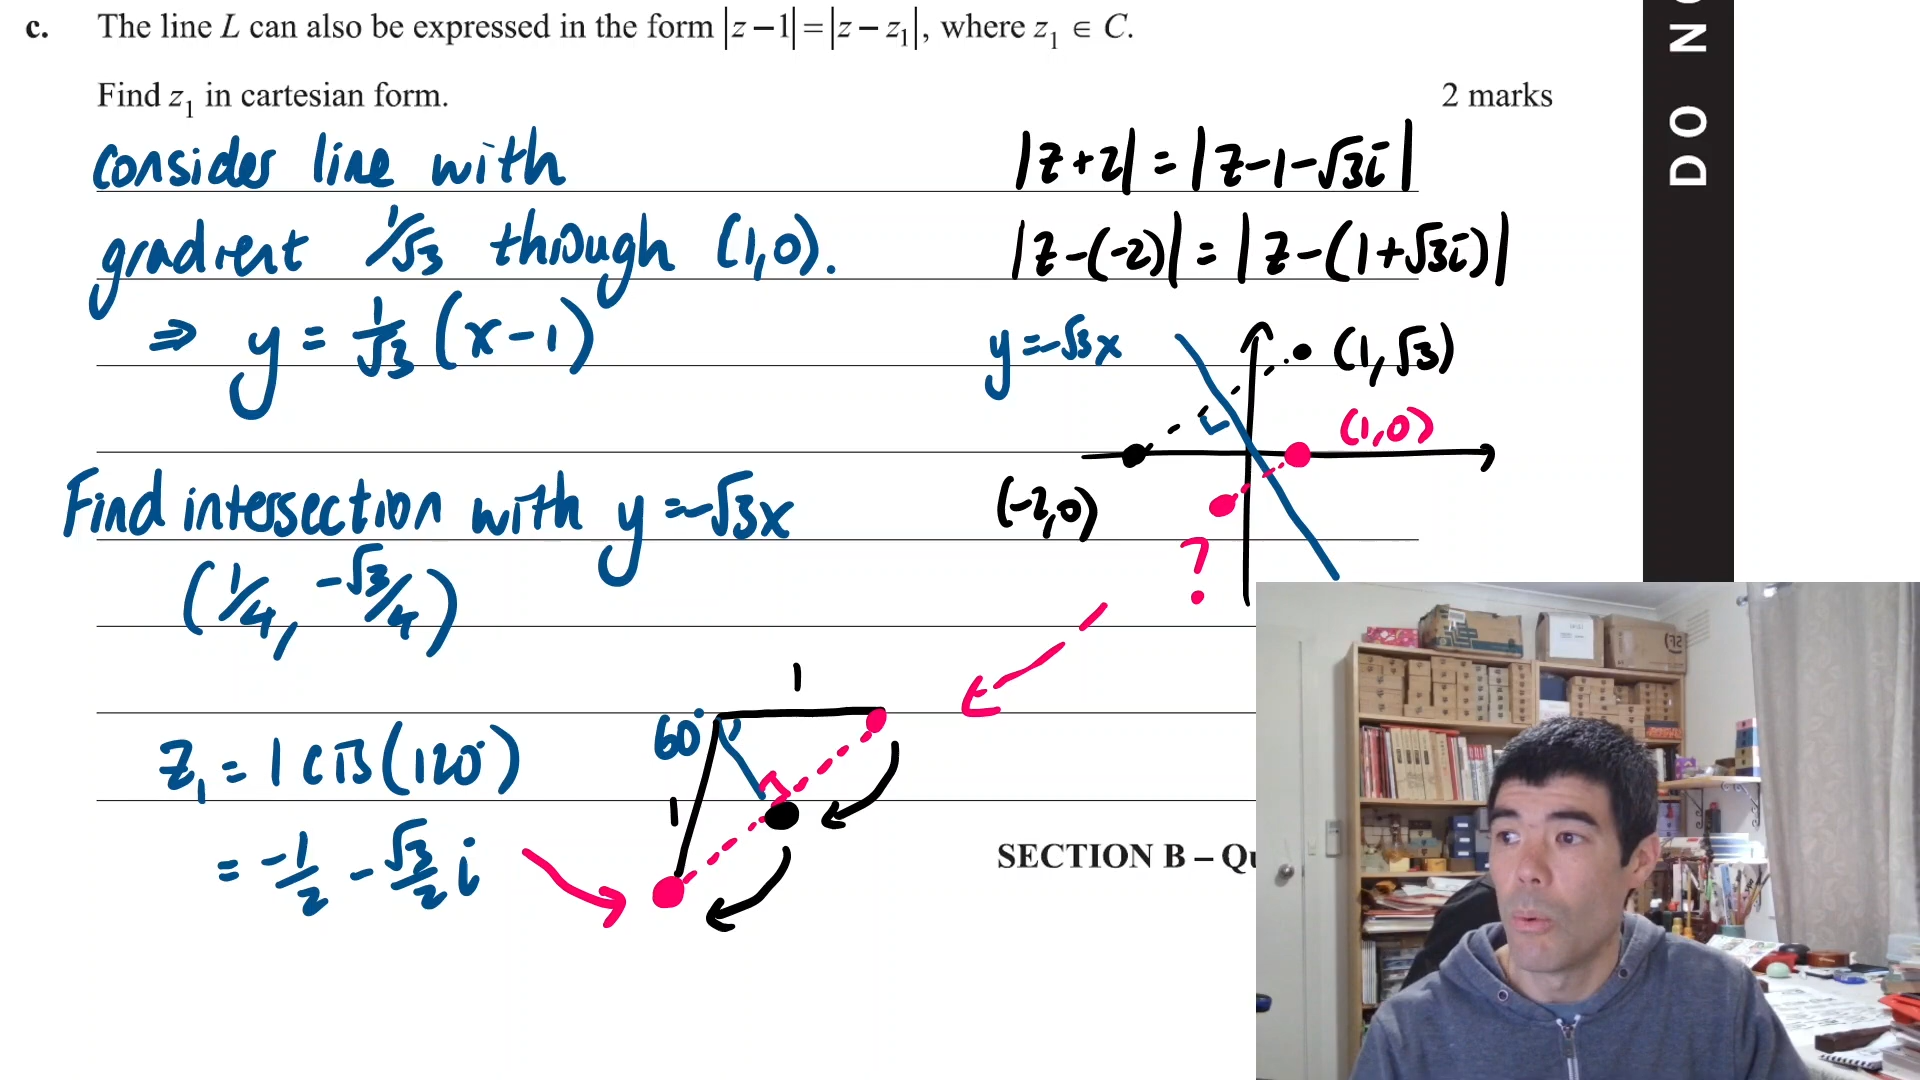 c. The line L can also be expressed in the form |z − 1| = |z − z₁|, where z₁ ∈ C.
Find z₁ in cartesian form.
2 marks
consider line with
gradient 1/√3 through (1,0).
⇒ y = 1/√3 (x-1)
Find intersection with y = -√3x
(1/4, -√3/4)
z₁ = 1 cis(120°)
= -1/2 - √3/2 i
|z+2| = |z-1-√3i|
|z-(-2)| = |z-(1+√3i)|
y=-√3x
(1,√3)
(1,0)
(-2,0)
?
1
60°
1
SECTION B – Qu
DO NO